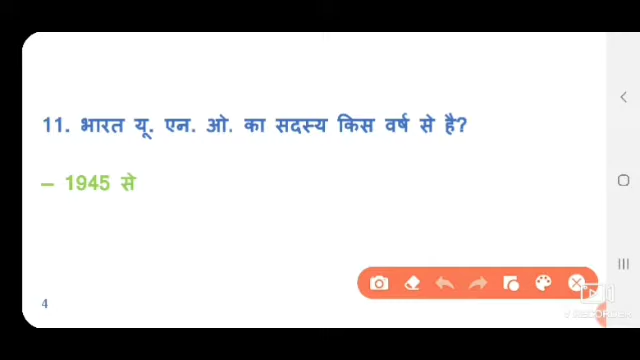 11. भारत यू. एन. ओ. का सदस्य किस वर्ष से है?
– 1945 से
4